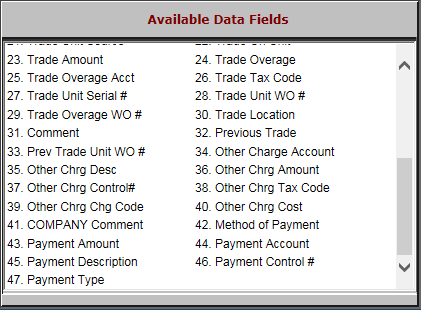 Available Data Fields
23. Trade Amount 24. Trade Overage
25. Trade Overage Acct 26. Trade Tax Code
27. Trade Unit Serial # 28. Trade Unit WO #
29. Trade Overage WO # 30. Trade Location
31. Comment 32. Previous Trade
33. Prev Trade Unit WO # 34. Other Charge Account
35. Other Chrg Desc 36. Other Chrg Amount
37. Other Chrg Control# 38. Other Chrg Tax Code
39. Other Chrg Chg Code 40. Other Chrg Cost
41. COMPANY Comment 42. Method of Payment
43. Payment Amount 44. Payment Account
45. Payment Description 46. Payment Control #
47. Payment Type